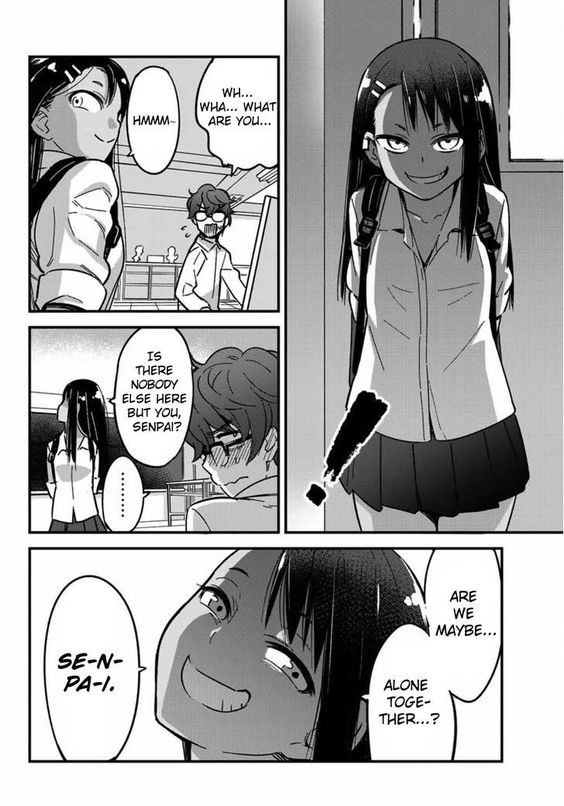 WH...
WHA... WHAT
ARE YOU...
HMMM~
IS
THERE
NOBODY
ELSE HERE
BUT YOU,
SENPAI?
........
ARE
WE
MAYBE...
ALONE
TOGE-
THER...?
SE-N-
PA-I.